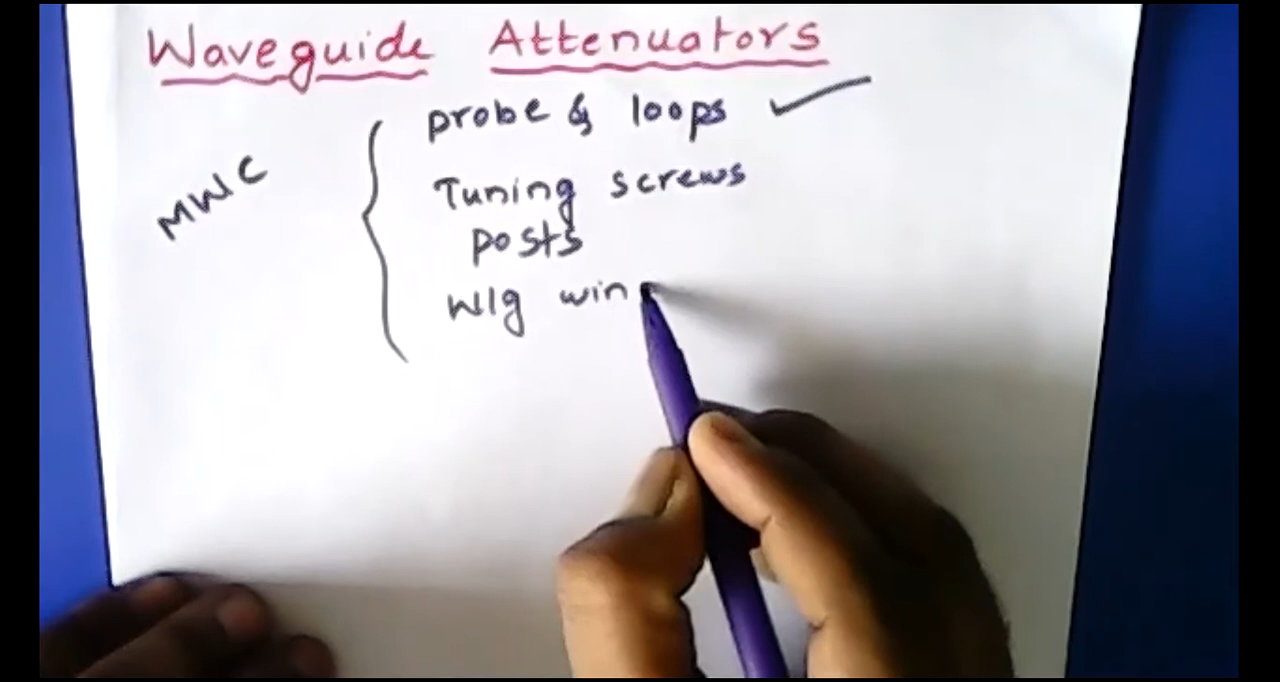 Waveguide Attenuators
probe & loops
MWC
Tuning screws
posts
W/g win